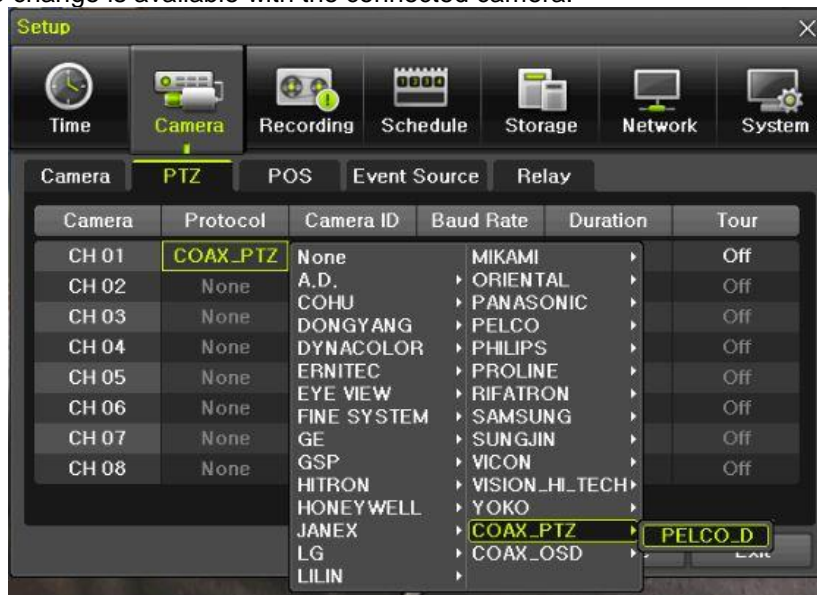 change is available with the connected camera.
Setup
Time Camera Recording Schedule Storage Network System
Camera PTZ POS Event Source Relay
Camera Protocol Camera ID Baud Rate Duration Tour
CH 01 COAX_PTZ Off
CH 02 None Off
CH 03 None Off
CH 04 None Off
CH 05 None Off
CH 06 None Off
CH 07 None Off
CH 08 None Off
None
A.D.
COHU
DONGYANG
DYNACOLOR
ERNITEC
EYE VIEW
FINE SYSTEM
GE
GSP
HITRON
HONEYWELL
JANEX
LG
LILIN
MIKAMI
ORIENTAL
PANASONIC
PELCO
PHILIPS
PROLINE
RIFATRON
SAMSUNG
SUNGJIN
VICON
VISION_HI_TECH
YOKO
COAX_PTZ
COAX_OSD
PELCO_D